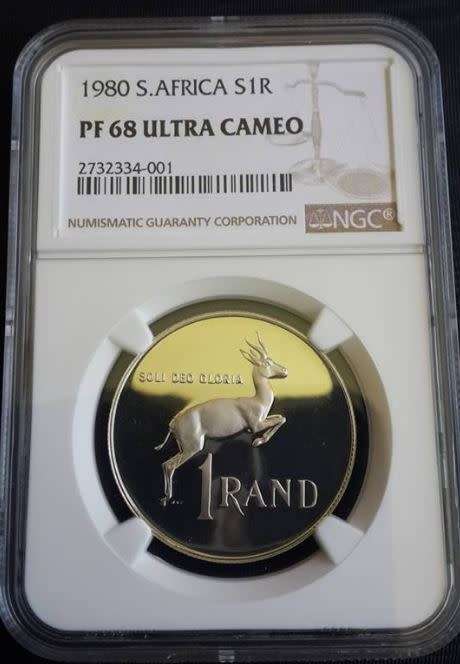 1980 S.AFRICA S1R
PF 68 ULTRA CAMEO
2732334-001
NUMISMATIC GUARANTY CORPORATION
NGC®
SOLI DEO GLORIA
1 RAND